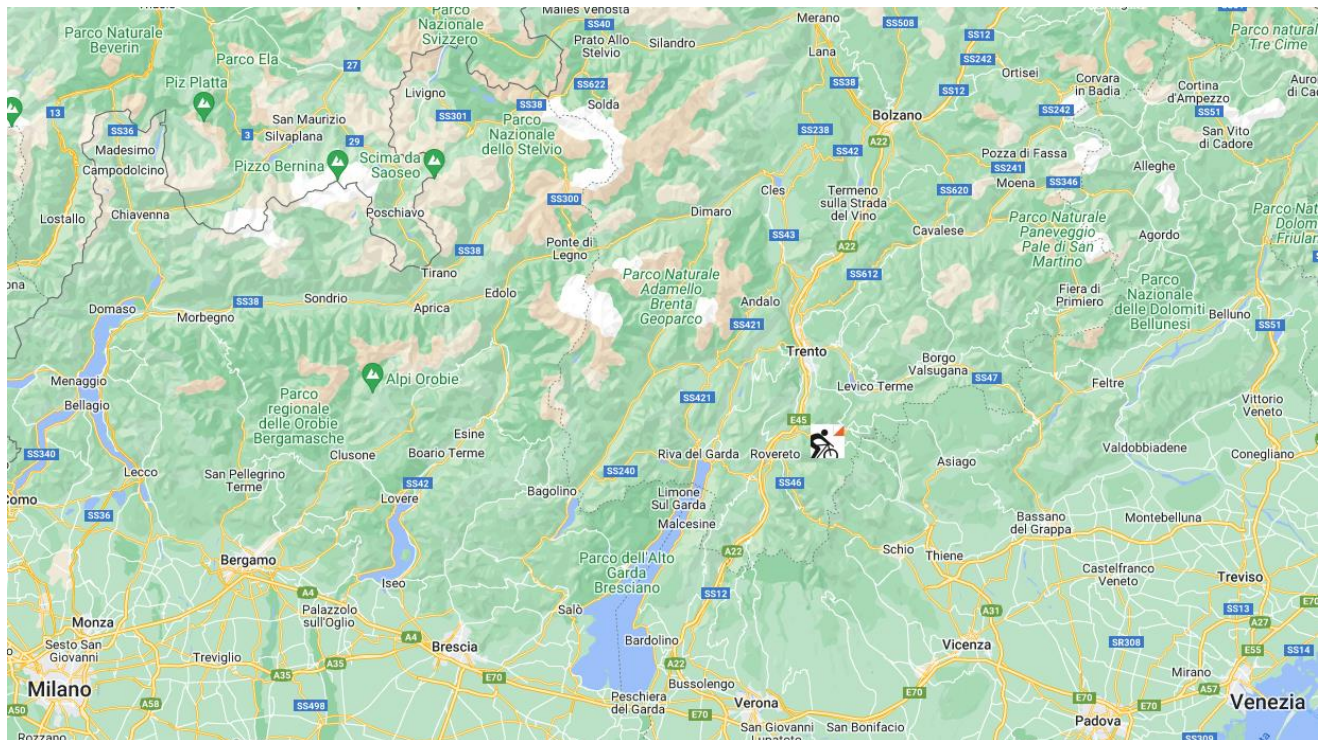 Parco Naturale
Beverin
Parco Ela
Piz Platta
27
Parco
Nazionale
Svizzero
Malles Venosta
SS40
Prato Allo
Stelvio
Silandro
Merano
Lana
SS508
SS12
SS242
Ortisei
Corvara
in Badia
Parco natural
Tre Cime
Cortina
d'Ampezzo
SS51
San Vito
di Cadore
13
SS36
Madesimo
Campodolcino
3
San Maurizio
Silvaplana
29
Pizzo Bernina
Livigno
SS301
SS38
SS622
Solda
Parco
Nazionale
dello Stelvio
Saoseo
SS38
SS238
Bolzano
SS12
A22
SS42
SS242
Pozza di Fassa
SS241
Moena
SS346
Alleghe
Lostallo
Chiavenna
Poschiavo
SS300
Cles
Termeno
sulla Strada
del Vino
SS620
Cavalese
Parco Naturale
Paneveggio
Pale di San
Martino
Agordo
Dimaro
SS43
A22
SS612
Ponte di
Legno
SS38
Tirano
Parco Naturale
Adamello
Brenta
Geoparco
Andalo
SS421
Fiera di
Primiero
Parco
Nazionale
delle Dolomiti
Bellunesi
Belluno
SS51
Domaso
SS38
Morbegno
Sondrio
Aprica
Edolo
Trento
Levico Terme
Borgo
Valsugana
SS47
Feltre
Vittorio
Veneto
Menaggio
Bellagio
Alpi Orobie
Parco
regionale
delle Orobie
Bergamasche
SS421
E45
Esine
Boario Terme
Clusone
Riva del Garda
Rovereto
SS46
Asiago
Valdobbiadene
Conegliano
SS340
Lecco
San Pellegrino
Terme
SS42
Lovere
Bagolino
SS240
Limone
Sul Garda
Malcesine
Como
SS36
Bassano
del Grappa
Montebelluna
Bergamo
Iseo
Parco dell'Alto
Garda
Bresciano
A22
SS12
Schio
Thiene
Castelfranco
Veneto
Treviso
SS13
E70
A27
Monza
Sesto San
Giovanni
A4
Palazzolo
sull'Oglio
A4
Brescia
Salò
Bardolino
A31
Vicenza
SR308
E55
SS14
Treviglio
A35
A35
E70
A22
Bussolengo
Mirano
A57
Milano
A50
A58
SS498
Peschiera
del Garda
E70
Verona
San Giovanni
Lupatoto
San Bonifacio
E70
E70
Padova
Venezia
Rozzano
SS309